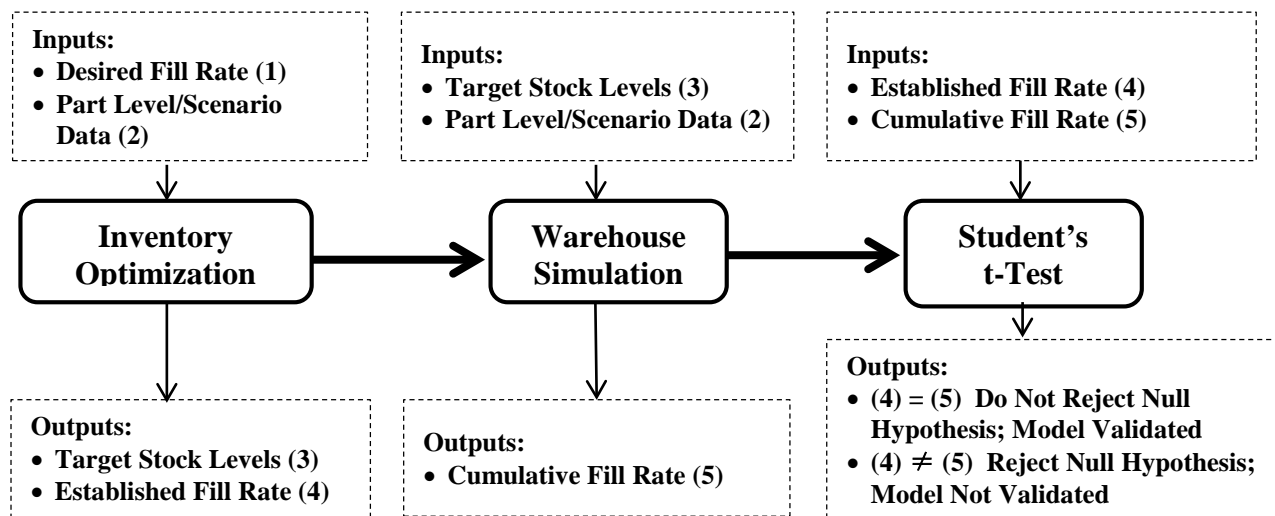 Inputs:
• Desired Fill Rate (1)
• Part Level/Scenario
Data (2)
Inputs:
• Target Stock Levels (3)
• Part Level/Scenario Data (2)
Inputs:
• Established Fill Rate (4)
• Cumulative Fill Rate (5)
Inventory
Optimization
Warehouse
Simulation
Student’s
t-Test
Outputs:
• Target Stock Levels (3)
• Established Fill Rate (4)
Outputs:
• Cumulative Fill Rate (5)
Outputs:
• (4) = (5) Do Not Reject Null
Hypothesis; Model Validated
• (4) ≠ (5) Reject Null Hypothesis;
Model Not Validated